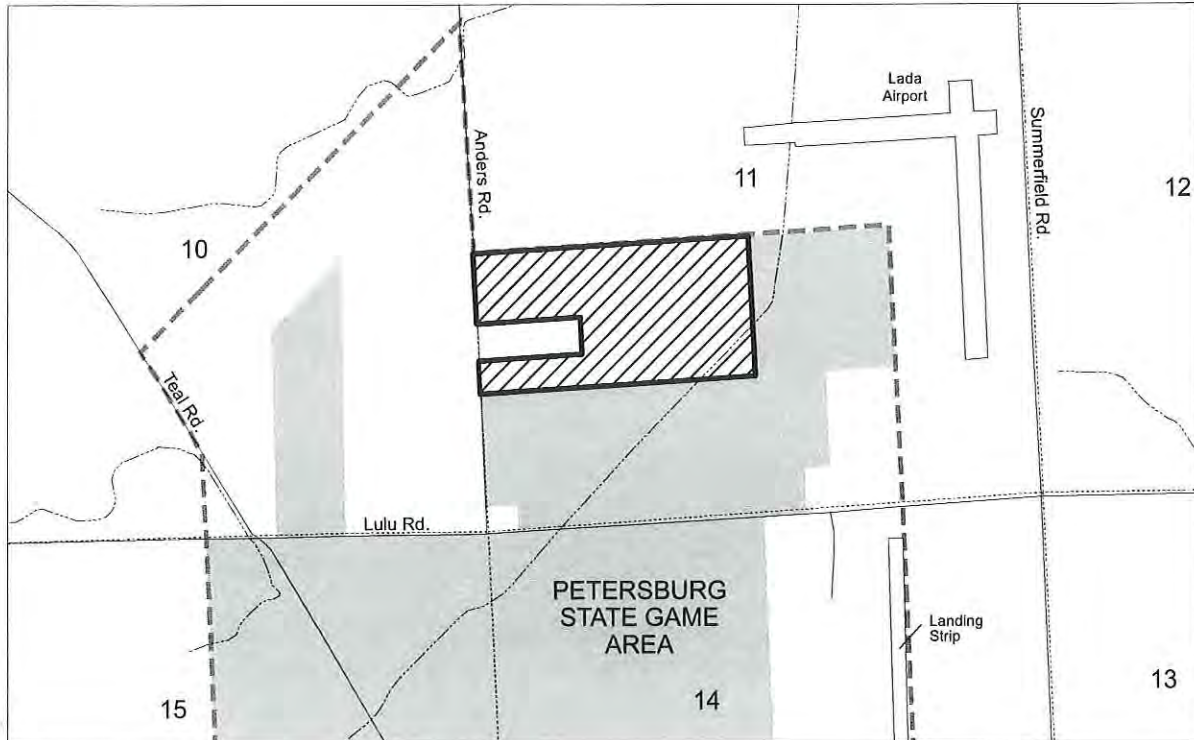 Lada
Airport
Summerfield Rd.
Anders Rd.
11
12
10
Teal Rd.
Lulu Rd.
PETERSBURG
STATE GAME
AREA
Landing
Strip
14
13
15